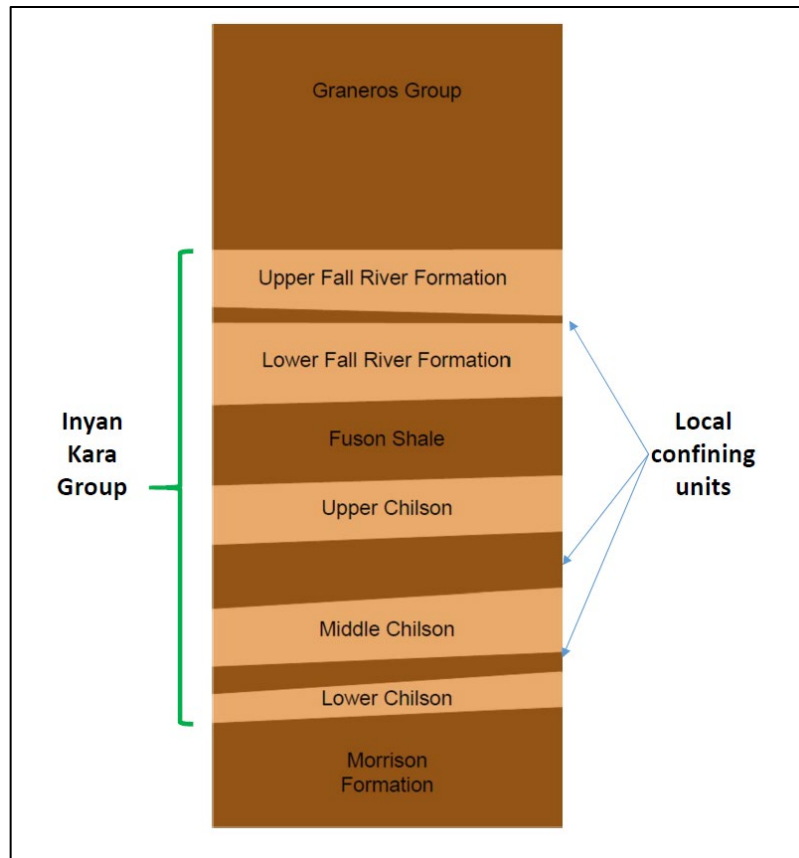 Graneros Group
Upper Fall River Formation
Lower Fall River Formation
Fuson Shale
Upper Chilson
Middle Chilson
Lower Chilson
Morrison
Formation
Inyan
Kara
Group
Local
confining
units